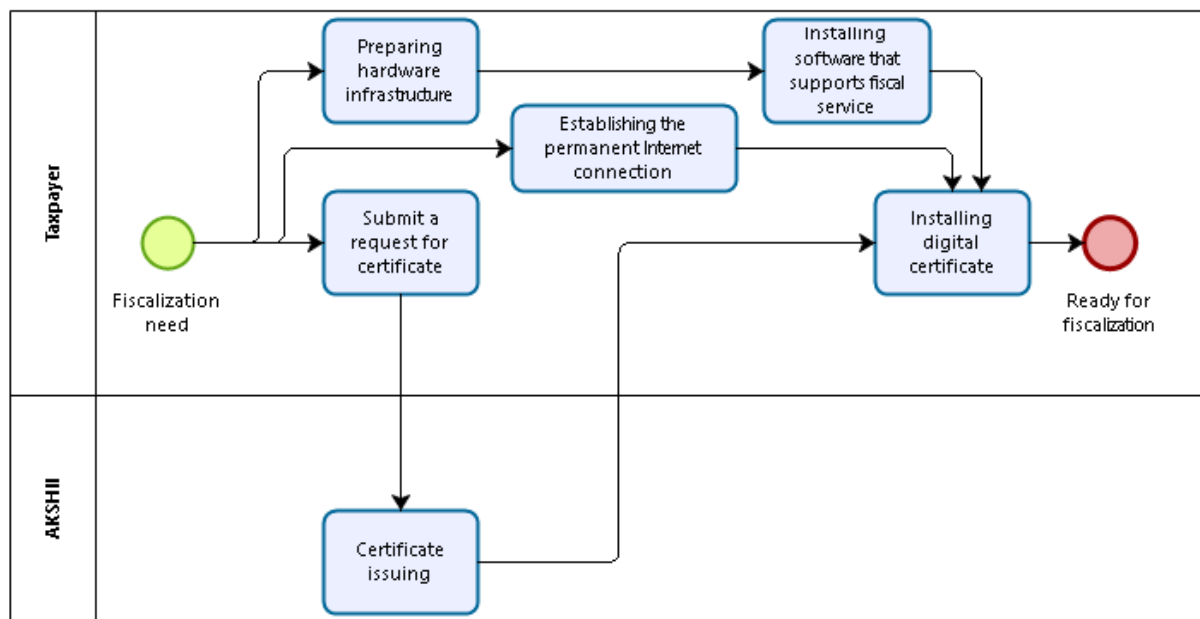 Taxpayer
Preparing
hardware
infrastructure
Installing
software that
supports fiscal
service
Establishing the
permanent Internet
connection
Fiscalization
need
Submit a
request for
certificate
Installing
digital
certificate
Ready for
fiscalization
AKSHII
Certificate
issuing